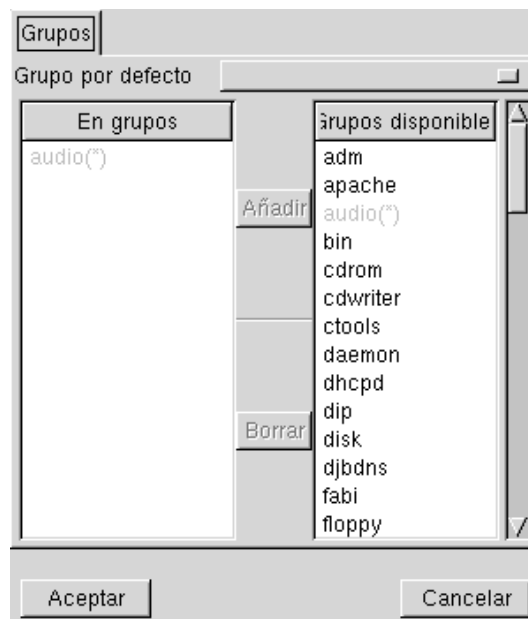 Grupos
Grupo por defecto
En grupos
audio(*)
Añadir
Borrar
Grupos disponible
adm
apache
audio(*)
bin
cdrom
cdwriter
ctools
daemon
dhcpd
dip
disk
djbdns
fabi
floppy
Aceptar
Cancelar